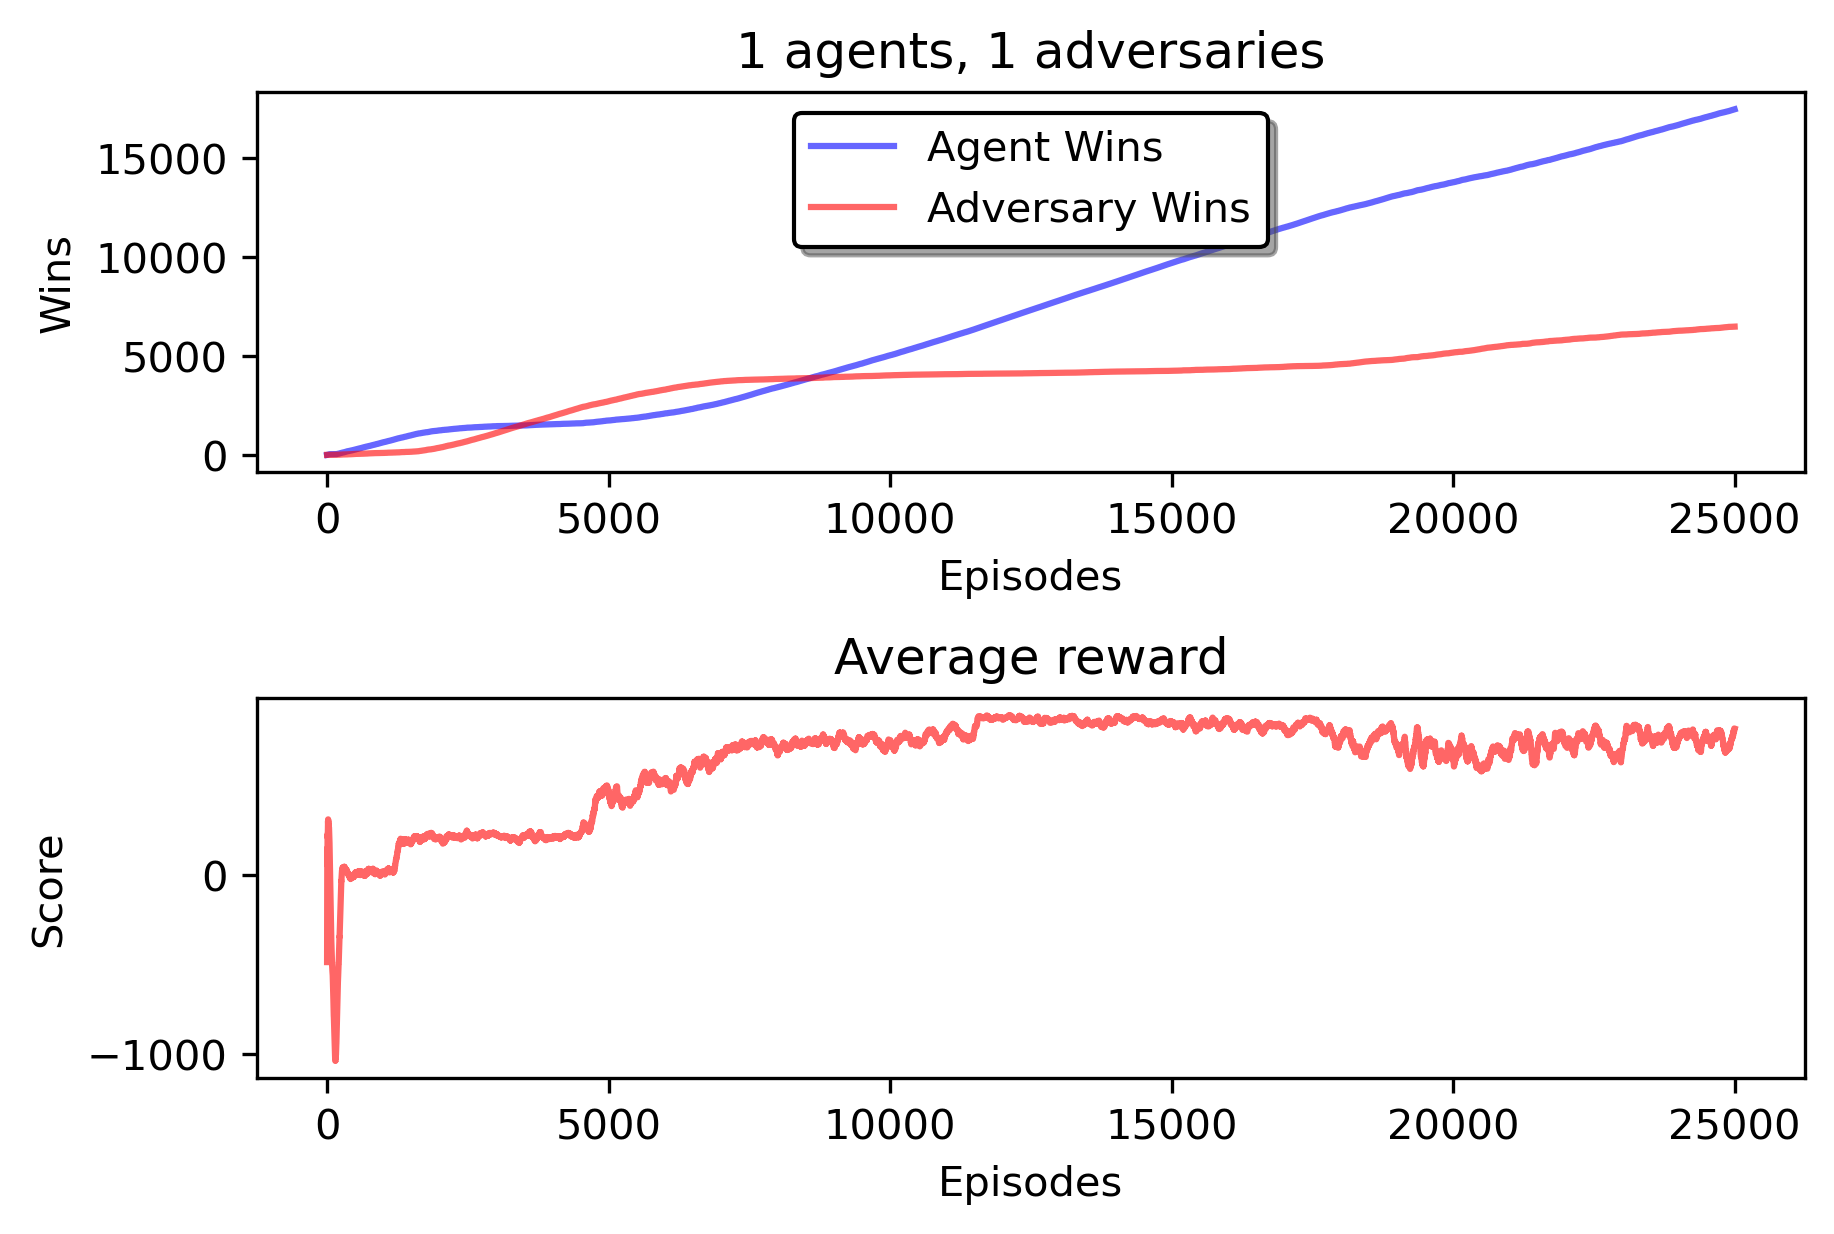 1 agents, 1 adversaries
Agent Wins
Adversary Wins
Wins
15000
10000
5000
0
0 5000 10000 15000 20000 25000
Episodes
Average reward
Score
0
−1000
0 5000 10000 15000 20000 25000
Episodes